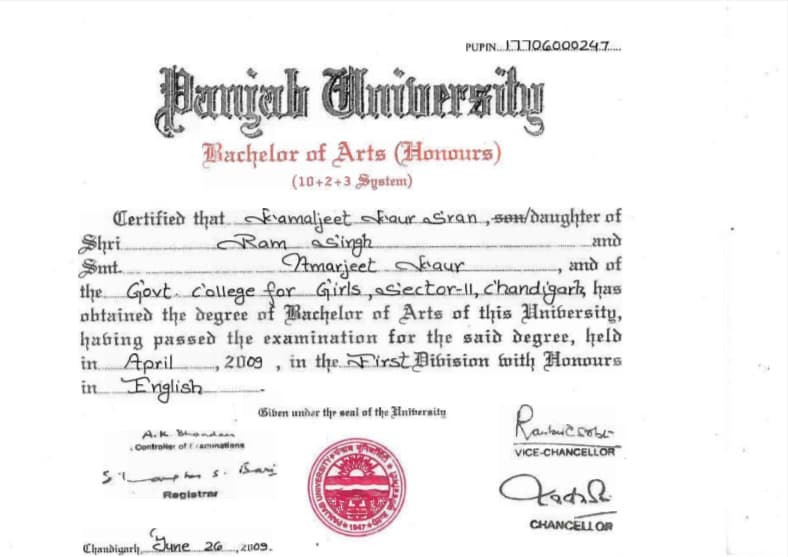 PUPIN. 17706000247
Panjab University
Bachelor of Arts (Honours)
(10+2+3 System)
Certified that Kamaljeet Kaur Sran, son/daughter of
Shri Ram Singh and
Smt. Amarjeet Kaur, and of
the Govt. College for Girls, Sector-11, Chandigarh, has
obtained the degree of Bachelor of Arts of this University,
having passed the examination for the said degree, held
in April, 2009, in the First Division with Honours
in English.
Given under the seal of the University
A.K. Bhandari
Controller of Examinations
VICE-CHANCELLOR
Registrar
PANJAB UNIVERSITY
1947
CHANCELLOR
Chandigarh, June 26, 2009.